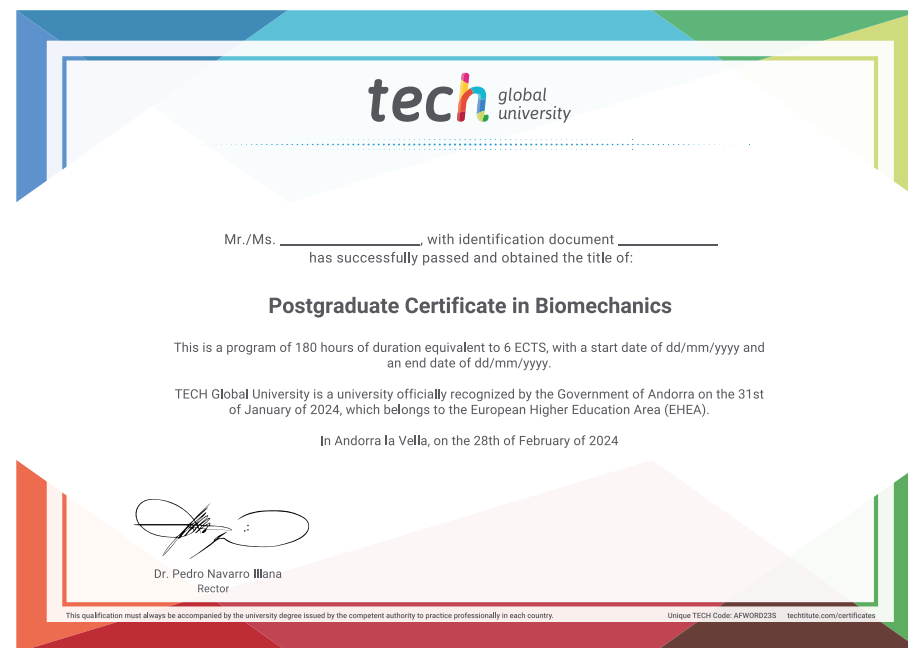 tech global university
Mr./Ms. ____________________, with identification document ______________
has successfully passed and obtained the title of:
Postgraduate Certificate in Biomechanics
This is a program of 180 hours of duration equivalent to 6 ECTS, with a start date of dd/mm/yyyy and
an end date of dd/mm/yyyy.
TECH Global University is a university officially recognized by the Government of Andorra on the 31st
of January of 2024, which belongs to the European Higher Education Area (EHEA).
In Andorra la Vella, on the 28th of February of 2024
Dr. Pedro Navarro Illana
Rector
This qualification must always be accompanied by the university degree issued by the competent authority to practice professionally in each country.
Unique TECH Code: AFWORD23S techtitute.com/certificates